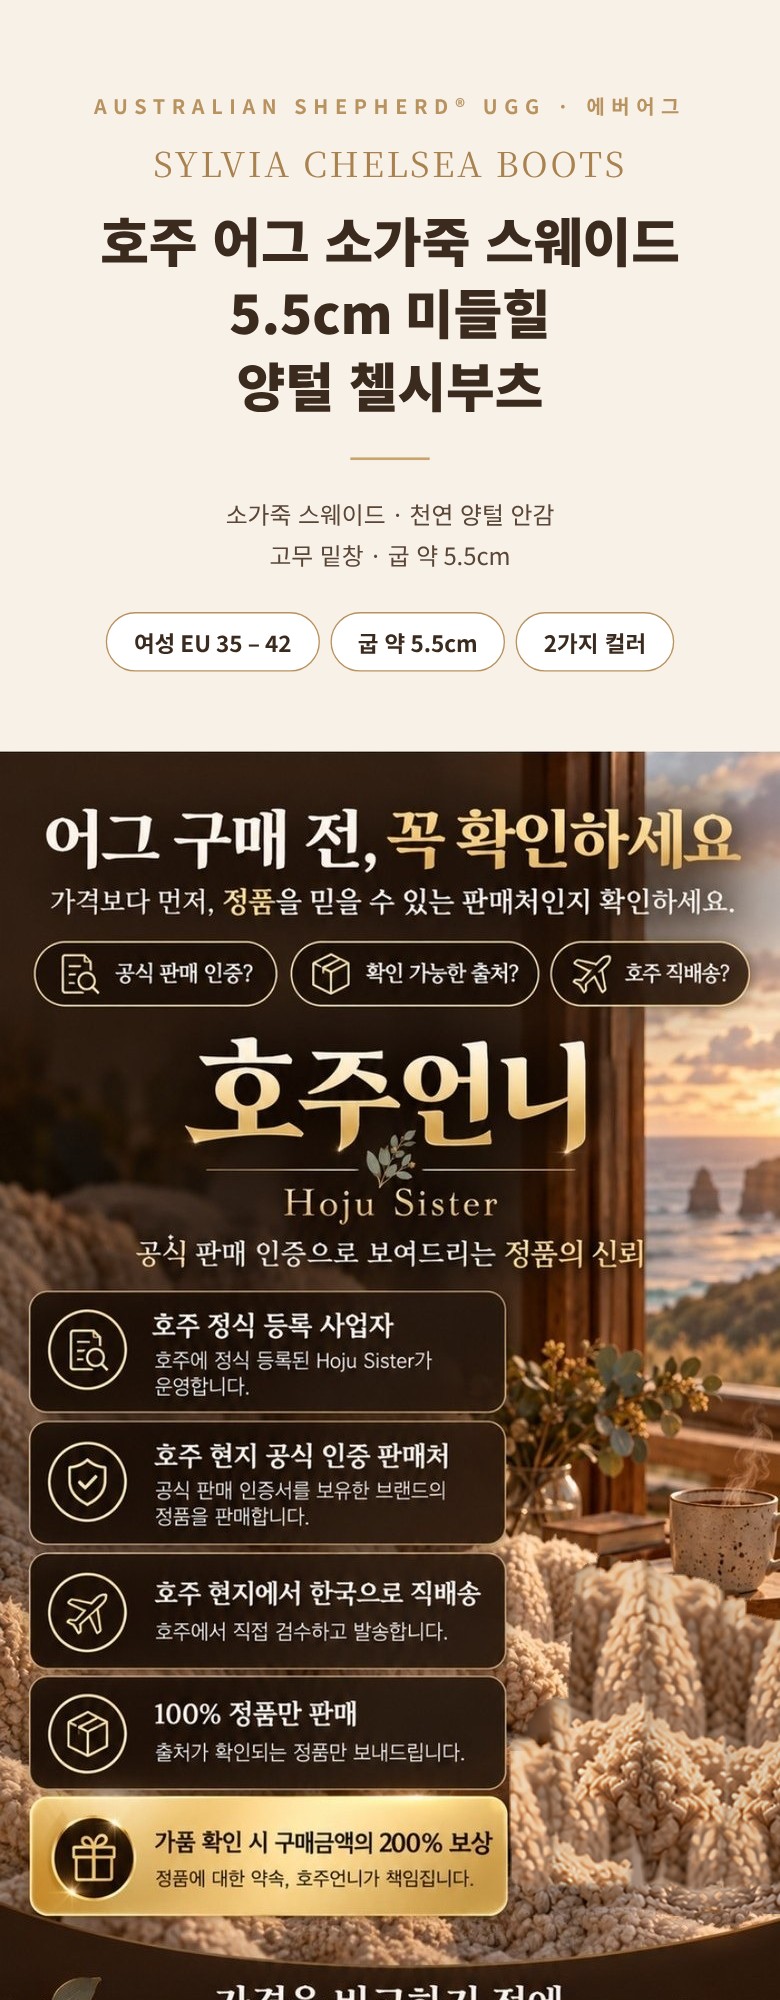 AUSTRALIAN SHEPHERD® UGG · 에버어그
SYLVIA CHELSEA BOOTS
호주 어그 소가죽 스웨이드
5.5cm 미들힐
양털 첼시부츠
소가죽 스웨이드 · 천연 양털 안감
고무 밑창 · 굽 약 5.5cm
여성 EU 35 – 42
굽 약 5.5cm
2가지 컬러
어그 구매 전, 꼭 확인하세요
가격보다 먼저, 정품을 믿을 수 있는 판매처인지 확인하세요.
공식 판매 인증?
확인 가능한 출처?
호주 직배송?
호주언니
Hoju Sister
공식 판매 인증으로 보여드리는 정품의 신뢰
호주 정식 등록 사업자
호주에 정식 등록된 Hoju Sister가
운영합니다.
호주 현지 공식 인증 판매처
공식 판매 인증서를 보유한 브랜드의
정품을 판매합니다.
호주 현지에서 한국으로 직배송
호주에서 직접 검수하고 발송합니다.
100% 정품만 판매
출처가 확인되는 정품만 보내드립니다.
가품 확인 시 구매금액의 200% 보상
정품에 대한 약속, 호주언니가 책임집니다.
가격을 비교하기 전에